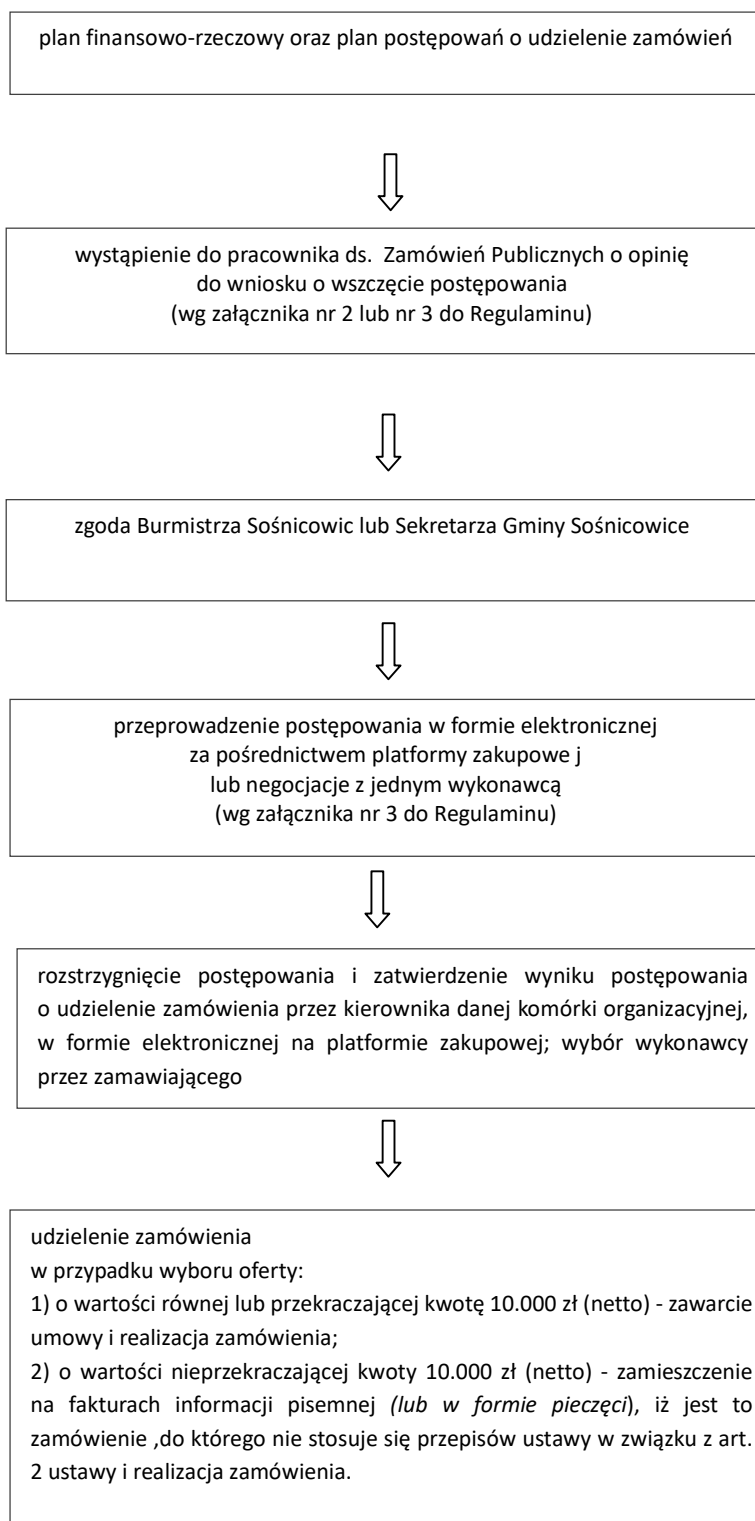 plan finansowo-rzeczowy oraz plan postępowań o udzielenie zamówień
wystąpienie do pracownika ds. Zamówień Publicznych o opinię
do wniosku o wszczęcie postępowania
(wg załącznika nr 2 lub nr 3 do Regulaminu)
zgoda Burmistrza Sośnicowic lub Sekretarza Gminy Sośnicowice
przeprowadzenie postępowania w formie elektronicznej
za pośrednictwem platformy zakupowe j
lub negocjacje z jednym wykonawcą
(wg załącznika nr 3 do Regulaminu)
rozstrzygnięcie postępowania i zatwierdzenie wyniku postępowania
o udzielenie zamówienia przez kierownika danej komórki organizacyjnej,
w formie elektronicznej na platformie zakupowej; wybór wykonawcy
przez zamawiającego
udzielenie zamówienia
w przypadku wyboru oferty:
1) o wartości równej lub przekraczającej kwotę 10.000 zł (netto) - zawarcie
umowy i realizacja zamówienia;
2) o wartości nieprzekraczającej kwoty 10.000 zł (netto) - zamieszczenie
na fakturach informacji pisemnej (lub w formie pieczęci), iż jest to
zamówienie ,do którego nie stosuje się przepisów ustawy w związku z art.
2 ustawy i realizacja zamówienia.